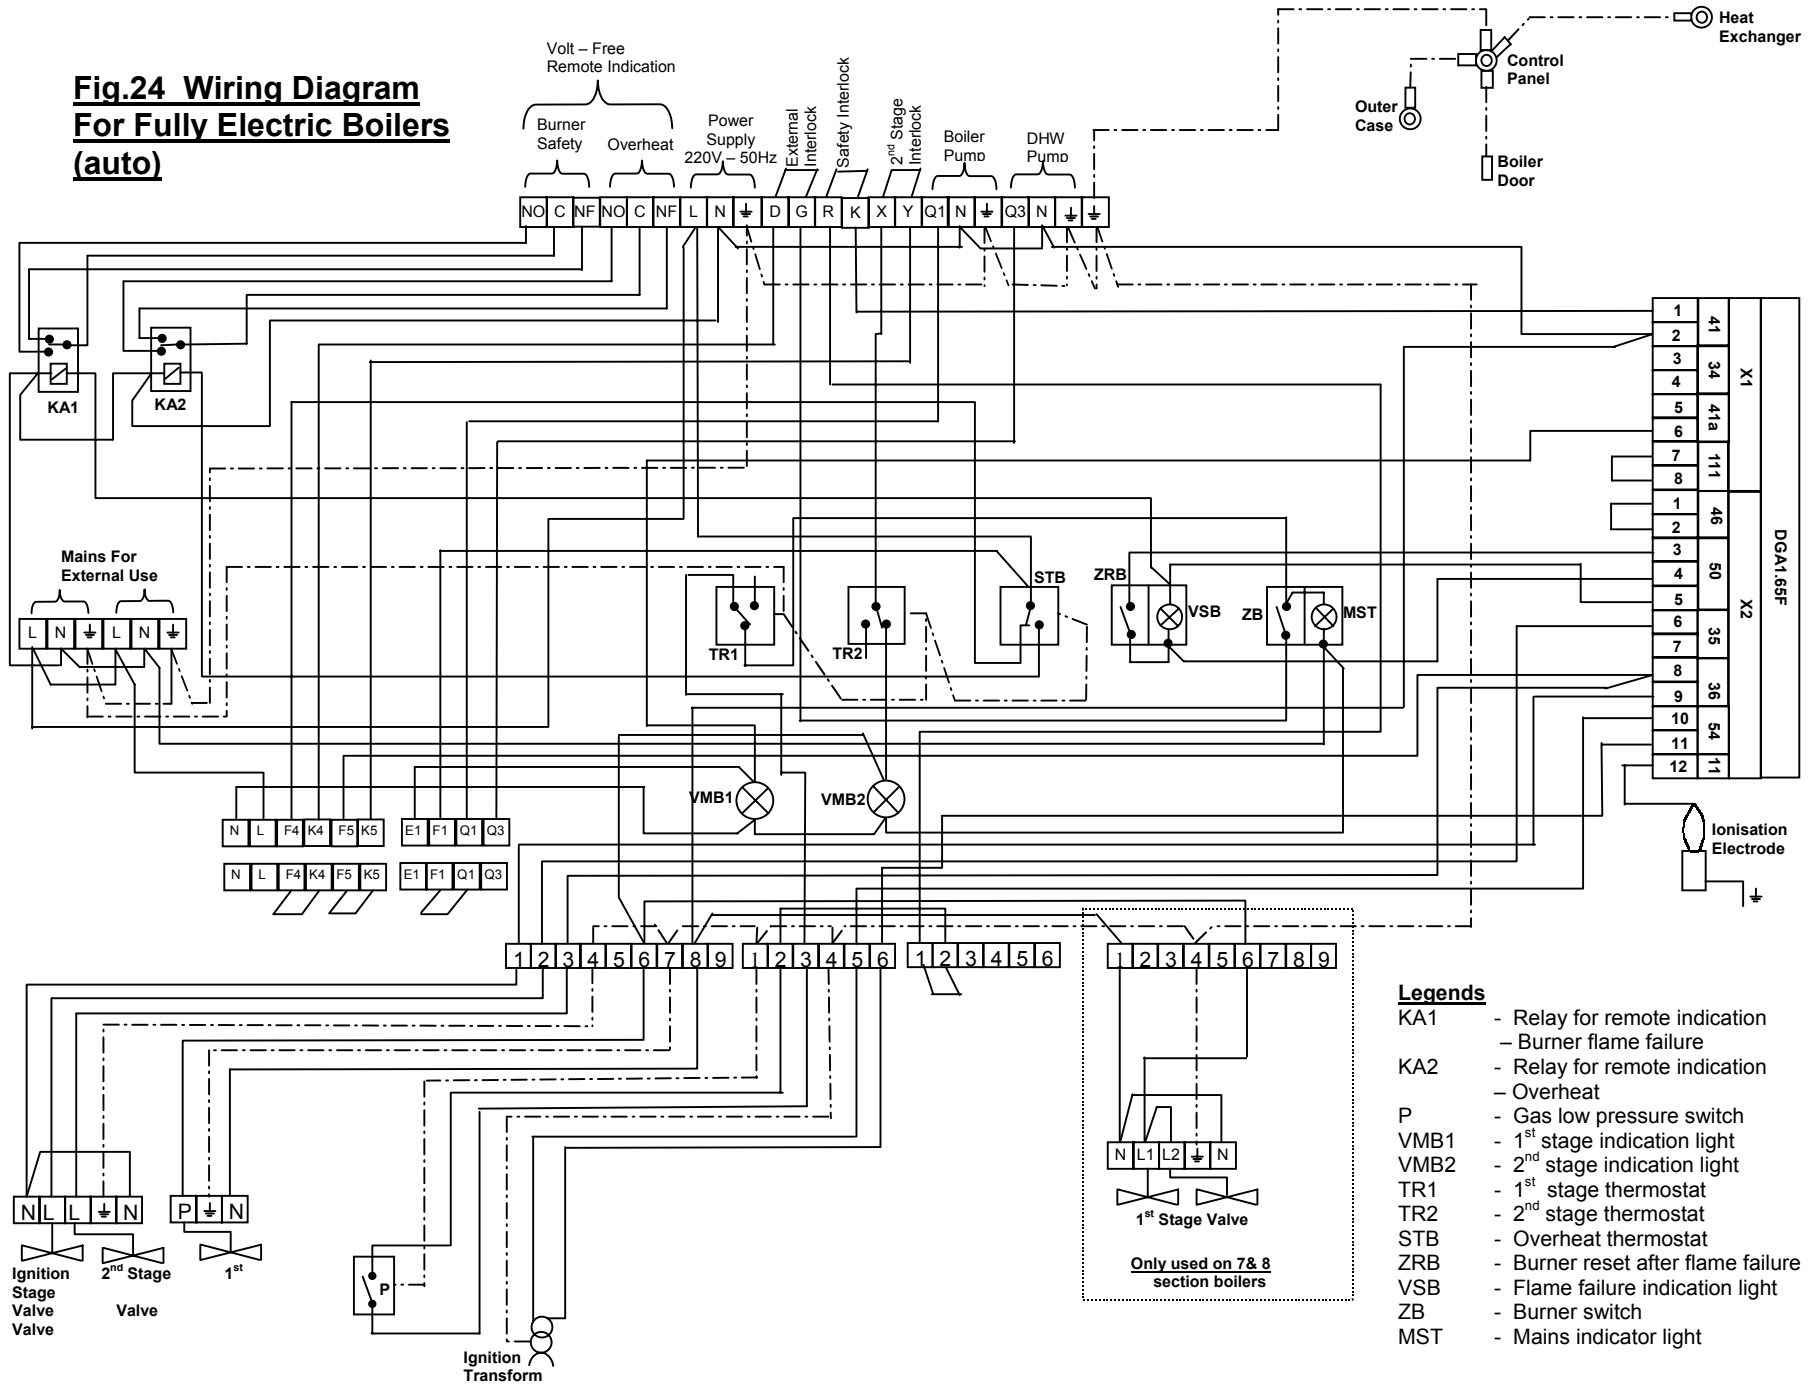 Fig.24 Wiring Diagram
For Fully Electric Boilers
(auto)
Volt – Free
Remote Indication
Burner
Safety
Overheat
Power
Supply
220V – 50Hz
External
Interlock
Safety Interlock
2nd Stage
Interlock
Boiler
Pump
DHW
Pump
Heat
Exchanger
Control
Panel
Outer
Case
Boiler
Door
NO C NF NO C NF L N D G R K X Y Q1 N Q3 N
KA1
KA2
1 2 3 4 5 6 7 8
41 34 41a 111
X1
1 2 3 4 5 6 7 8 9 10 11 12
46 50 35 36 54 11
X2
DGA1.65F
Mains For
External Use
L N L N
TR1
TR2
STB
ZRB
VSB
ZB
MST
VMB1
VMB2
N L F4 K4 F5 K5
E1 F1 Q1 Q3
N L F4 K4 F5 K5
E1 F1 Q1 Q3
Ionisation
Electrode
1 2 3 4 5 6 7 8 9
1 2 3 4 5 6
1 2 3 4 5 6
1 2 3 4 5 6 7 8 9
N L1 L2 N
1st Stage Valve
Only used on 7& 8
section boilers
N L L N
P N
Ignition
Stage
Valve
Valve
2nd Stage
Valve
1st
P
Ignition
Transform
Legends
KA1 - Relay for remote indication
– Burner flame failure
KA2 - Relay for remote indication
– Overheat
P - Gas low pressure switch
VMB1 - 1st stage indication light
VMB2 - 2nd stage indication light
TR1 - 1st stage thermostat
TR2 - 2nd stage thermostat
STB - Overheat thermostat
ZRB - Burner reset after flame failure
VSB - Flame failure indication light
ZB - Burner switch
MST - Mains indicator light